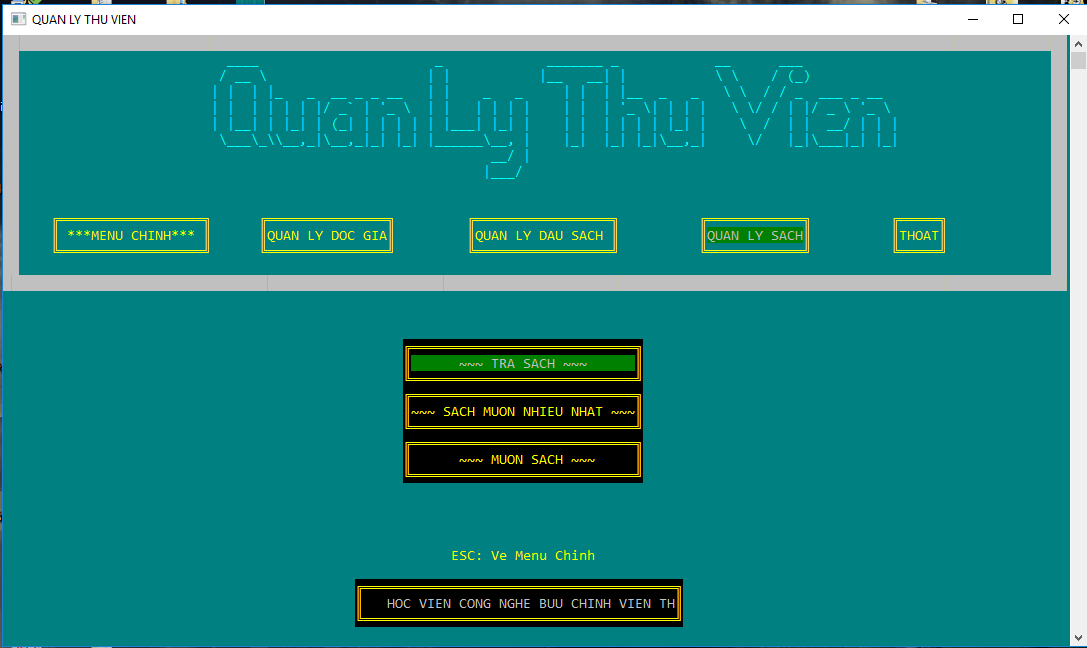 QUAN LY THU VIEN
Quan Ly Thu Vien
***MENU CHINH***
QUAN LY DOC GIA
QUAN LY DAU SACH
QUAN LY SACH
THOAT
~~~ TRA SACH ~~~
~~~ SACH MUON NHIEU NHAT ~~~
~~~ MUON SACH ~~~
ESC: Ve Menu Chinh
HOC VIEN CONG NGHE BUU CHINH VIEN TH